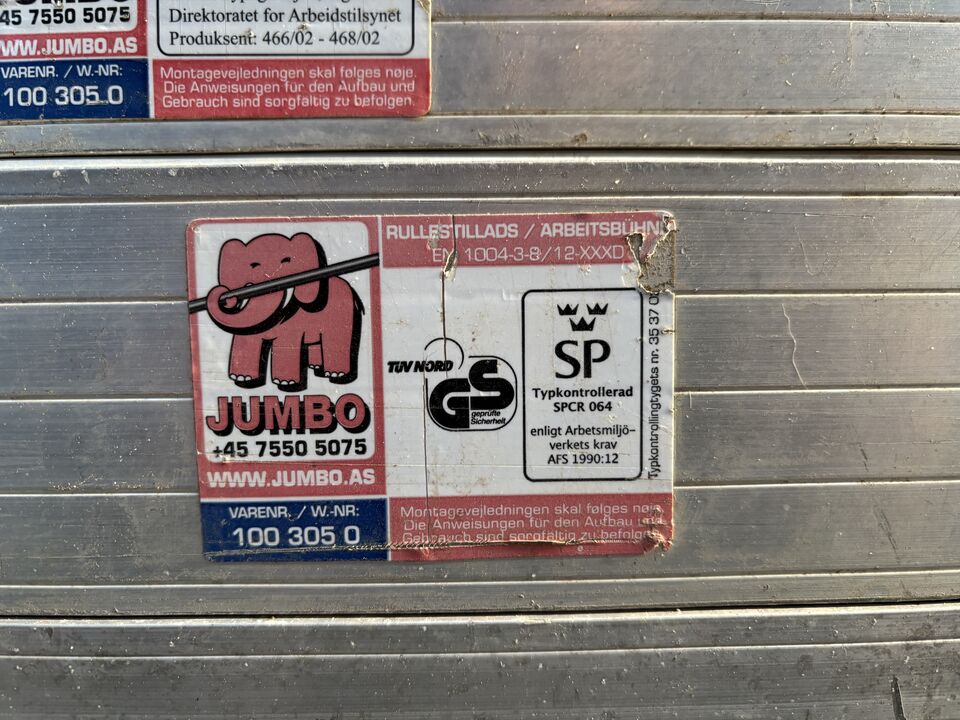 45 7550 5075
WW.JUMBO.AS
VARENR. / W.-NR:
100 305 0
Direktoratet for Arbeidstilsynet
Produksent: 466/02 - 468/02
Montagevejledningen skal følges nøje.
Die Anweisungen für den Aufbau und
Gebrauch sind sorgfältig zu befolgen.
JUMBO
+45 7550 5075
WWW.JUMBO.AS
VARENR. / W.-NR:
100 305 0
RULLESTILLADS / ARBEITSBÜHN
EN 1004-3-8/12-XXXD
TÜV NORD
GS
geprüfte
Sicherheit
SP
Typkontrollerad
SPCR 064
enligt Arbetsmiljö-
verkets krav
AFS 1990:12
Typkontrollingtygets nr. 35 37 0
Montagevejledningen skal følges nøje.
Die Anweisungen für den Aufbau und
Gebrauch sind sorgfältig zu befolge